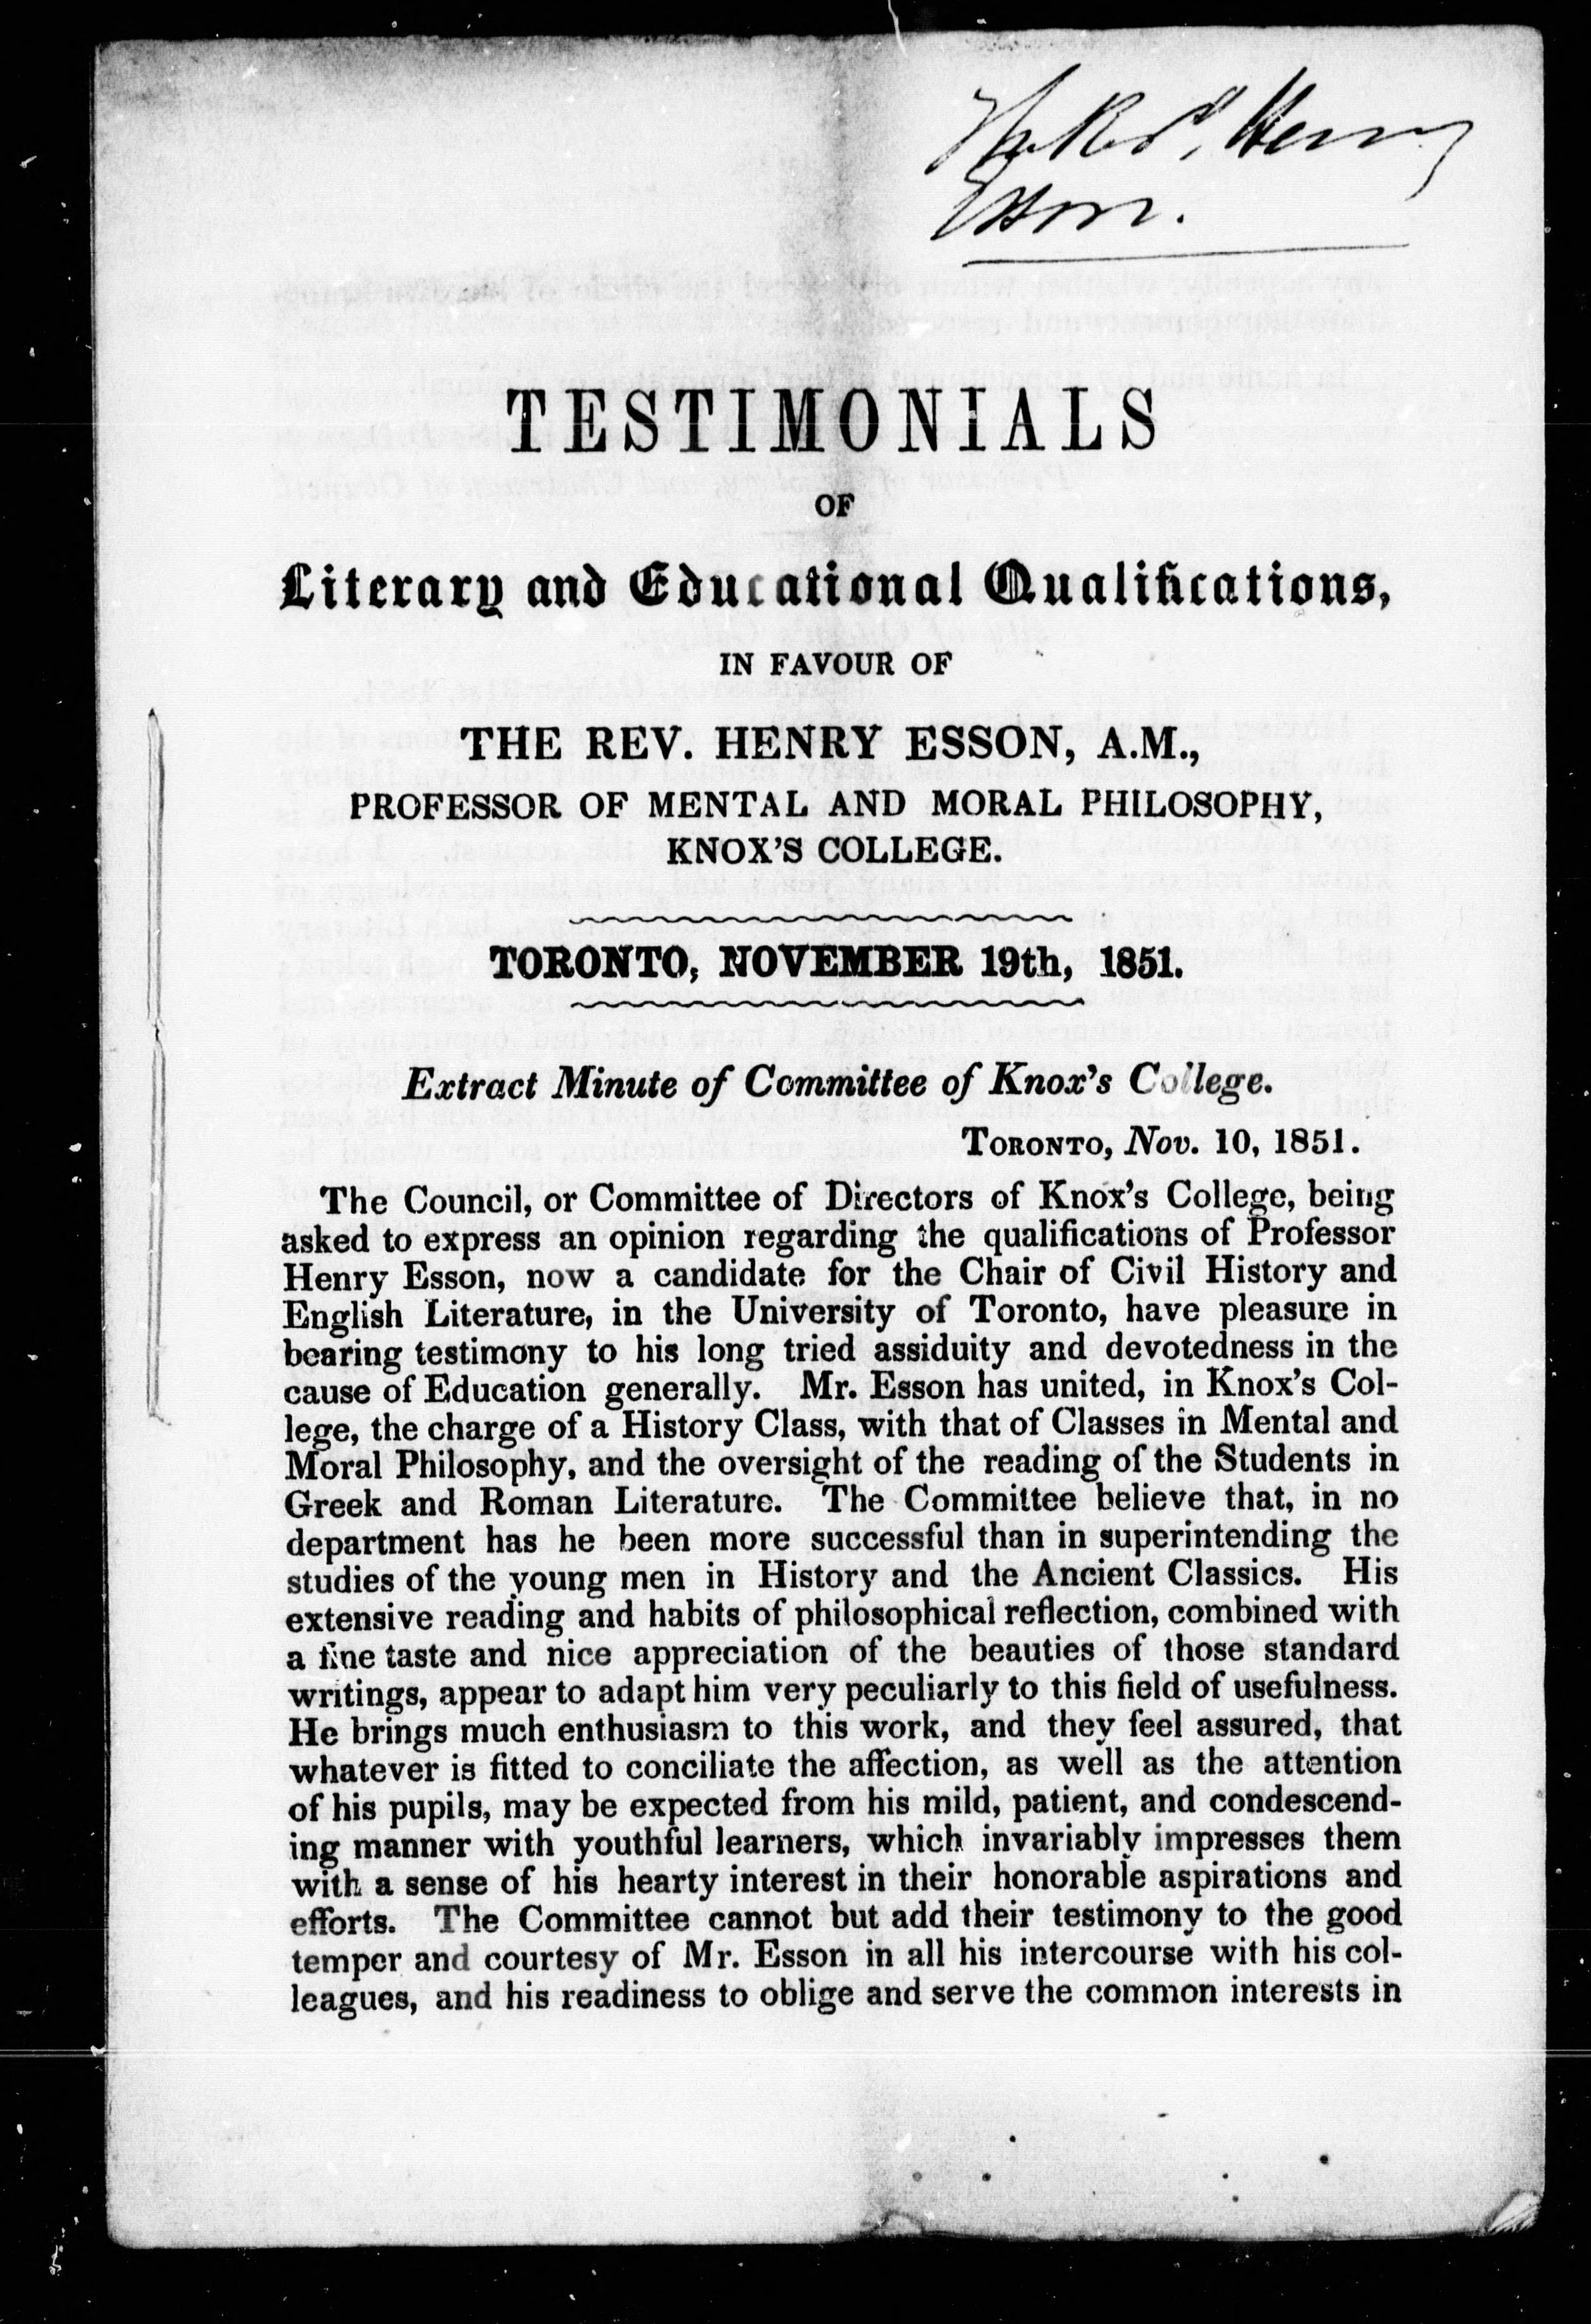 The Revd, Henry
Esson.
TESTIMONIALS
OF
Literary and Educational Qualifications,
IN FAVOUR OF
THE REV. HENRY ESSON, A.M.,
PROFESSOR OF MENTAL AND MORAL PHILOSOPHY,
KNOX'S COLLEGE.
TORONTO, NOVEMBER 19th, 1851.
Extract Minute of Committee of Knox's College.
TORONTO, Nov. 10, 1851.
The Council, or Committee of Directors of Knox's College, being
asked to express an opinion regarding the qualifications of Professor
Henry Esson, now a candidate for the Chair of Civil History and
English Literature, in the University of Toronto, have pleasure in
bearing testimony to his long tried assiduity and devotedness in the
cause of Education generally. Mr. Esson has united, in Knox's Col-
lege, the charge of a History Class, with that of Classes in Mental and
Moral Philosophy, and the oversight of the reading of the Students in
Greek and Roman Literature. The Committee believe that, in no
department has he been more successful than in superintending the
studies of the young men in History and the Ancient Classics. His
extensive reading and habits of philosophical reflection, combined with
a fine taste and nice appreciation of the beauties of those standard
writings, appear to adapt him very peculiarly to this field of usefulness.
He brings much enthusiasm to this work, and they feel assured, that
whatever is fitted to conciliate the affection, as well as the attention
of his pupils, may be expected from his mild, patient, and condescend-
ing manner with youthful learners, which invariably impresses them
with a sense of his hearty interest in their honorable aspirations and
efforts. The Committee cannot but add their testimony to the good
temper and courtesy of Mr. Esson in all his intercourse with his col-
leagues, and his readiness to oblige and serve the common interests in